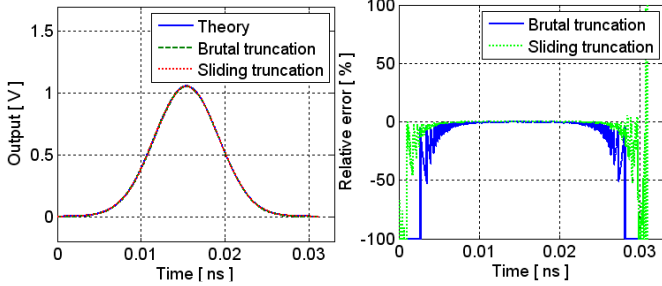 Theory
Brutal truncation
Sliding truncation
Output [ V ]
1.5
1
0.5
0
0
0.01
0.02
0.03
Time [ ns ]
Brutal truncation
Sliding truncation
Relative error [ % ]
100
50
0
-50
-100
0
0.01
0.02
0.03
Time [ ns ]